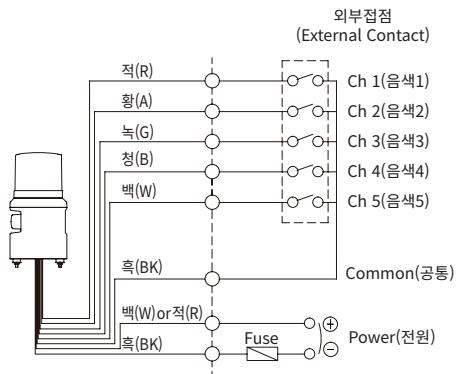 외부접점
(External Contact)
적(R)
Ch 1(음색1)
황(A)
Ch 2(음색2)
녹(G)
Ch 3(음색3)
청(B)
Ch 4(음색4)
백(W)
Ch 5(음색5)
흑(BK)
Common(공통)
백(W)or적(R)
⊕
Fuse
Power(전원)
흑(BK)
⊖